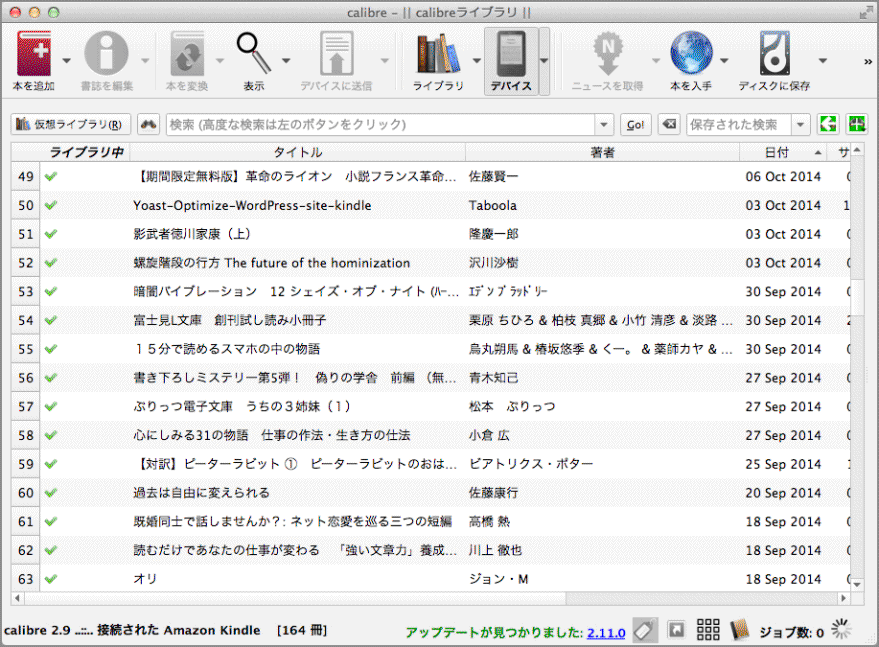 calibre - || calibreライブラリ ||
本を追加 書誌を編集 本を変換 表示 デバイスに送信 ライブラリ デバイス ニュースを取得 本を入手 ディスクに保存 »
仮想ライブラリ(R) 検索 (高度な検索は左のボタンをクリック) Go! 保存された検索
ライブラリ中 タイトル 著者 日付 サ
49 【期間限定無料版】革命のライオン 小説フランス革命... 佐藤賢一 06 Oct 2014
50 Yoast-Optimize-WordPress-site-kindle Taboola 03 Oct 2014 1
51 影武者徳川家康（上） 隆慶一郎 03 Oct 2014
52 螺旋階段の行方 The future of the hominization 沢川沙樹 03 Oct 2014
53 暗闇バイブレーション 12 シェイズ・オブ・ナイト (ﾊｰ... ｴﾃﾞﾝ ﾌﾞﾗｯﾄﾞﾘｰ 30 Sep 2014
54 富士見L文庫 創刊試し読み小冊子 栗原 ちひろ & 柏枝 真郷 & 小竹 清彦 & 淡路 ... 30 Sep 2014
55 １５分で読めるスマホの中の物語 烏丸朔馬 & 椿坂悠季 & くー。 & 薬師カヤ & ... 30 Sep 2014
56 書き下ろしミステリー第5弾！ 偽りの学舎 前編 （無... 青木知己 27 Sep 2014
57 ぷりっつ電子文庫 うちの３姉妹（１） 松本 ぷりっつ 27 Sep 2014
58 心にしみる31の物語 仕事の作法・生き方の仕法 小倉 広 27 Sep 2014
59 【対訳】ピーターラビット ① ピーターラビットのおは... ビアトリクス・ポター 25 Sep 2014
60 過去は自由に変えられる 佐藤康行 20 Sep 2014
61 既婚同士で話しませんか？: ネット恋愛を巡る三つの短編 高橋 熱 18 Sep 2014
62 読むだけであなたの仕事が変わる 「強い文章力」養成... 川上 徹也 18 Sep 2014
63 オリ ジョン・M 18 Sep 2014
calibre 2.9 ..::.. 接続された Amazon Kindle [164 冊] アップデートが見つかりました: 2.11.0 ジョブ数: 0